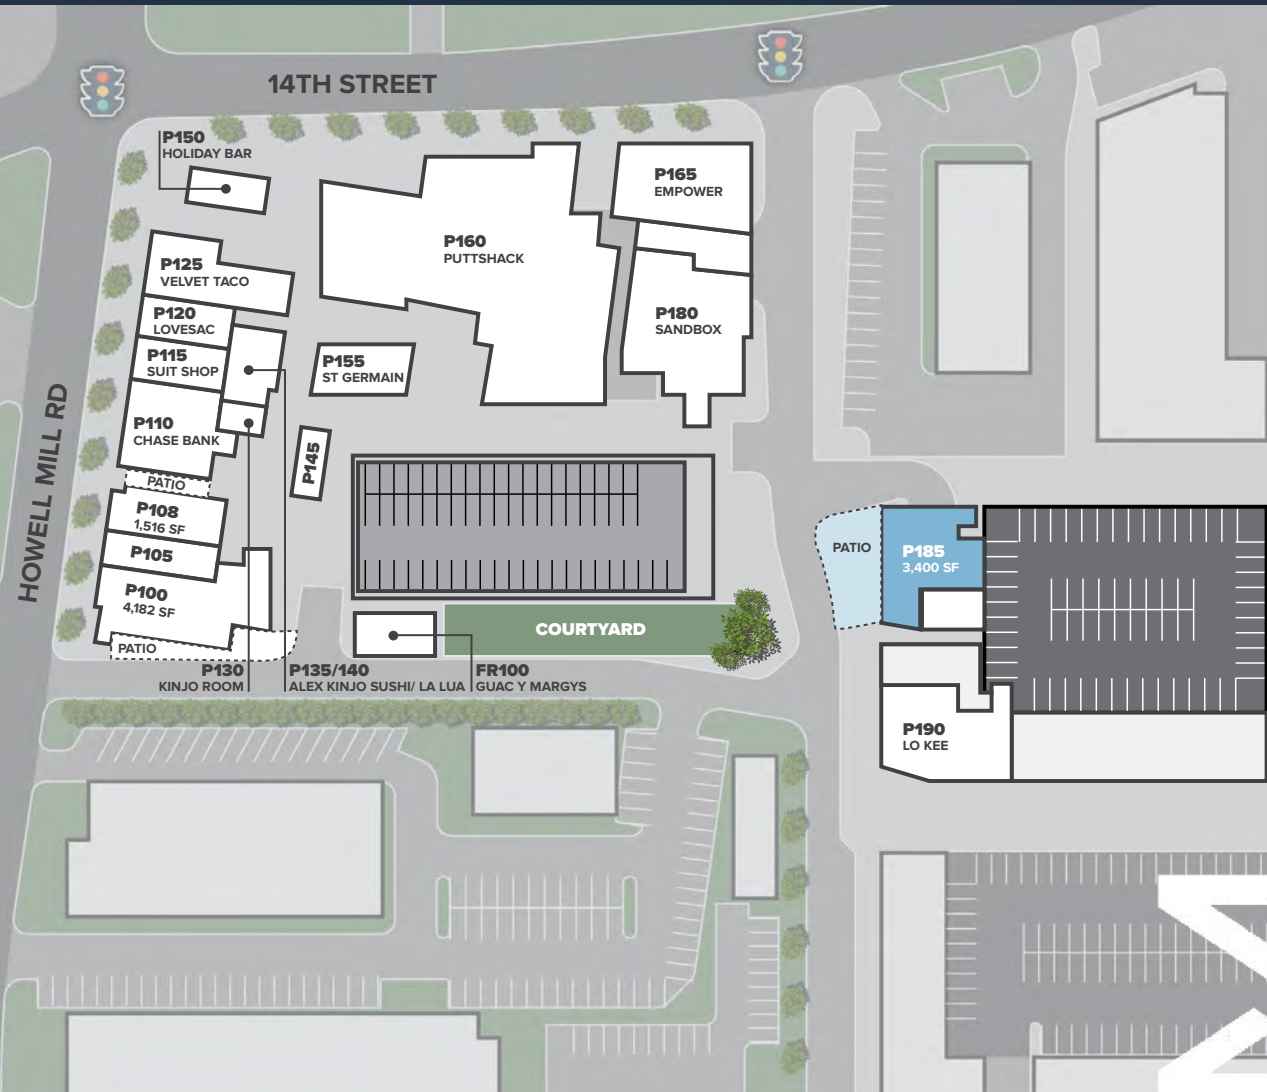 14TH STREET
HOWELL MILL RD
P150
HOLIDAY BAR
P165
EMPOWER
P160
PUTTSHACK
P125
VELVET TACO
P120
LOVESAC
P180
SANDBOX
P115
SUIT SHOP
P155
ST GERMAIN
P110
CHASE BANK
P145
PATIO
P108
1,516 SF
P105
P100
4,182 SF
PATIO
PATIO
P185
3,400 SF
COURTYARD
P130
KINJO ROOM
P135/140
ALEX KINJO SUSHI/ LA LUA
FR100
GUAC Y MARGYS
P190
LO KEE